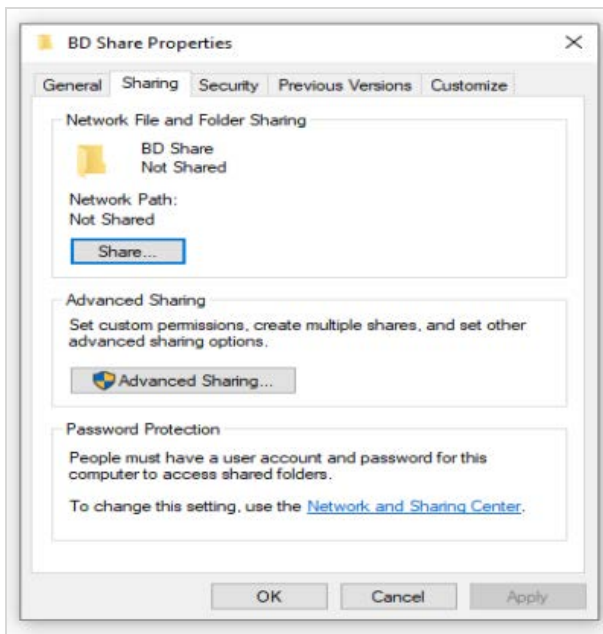 BD Share Properties
General Sharing Security Previous Versions Customize
Network File and Folder Sharing
BD Share
Not Shared
Network Path:
Not Shared
Share...
Advanced Sharing
Set custom permissions, create multiple shares, and set other
advanced sharing options.
Advanced Sharing...
Password Protection
People must have a user account and password for this
computer to access shared folders.
To change this setting, use the Network and Sharing Center.
OK Cancel Apply